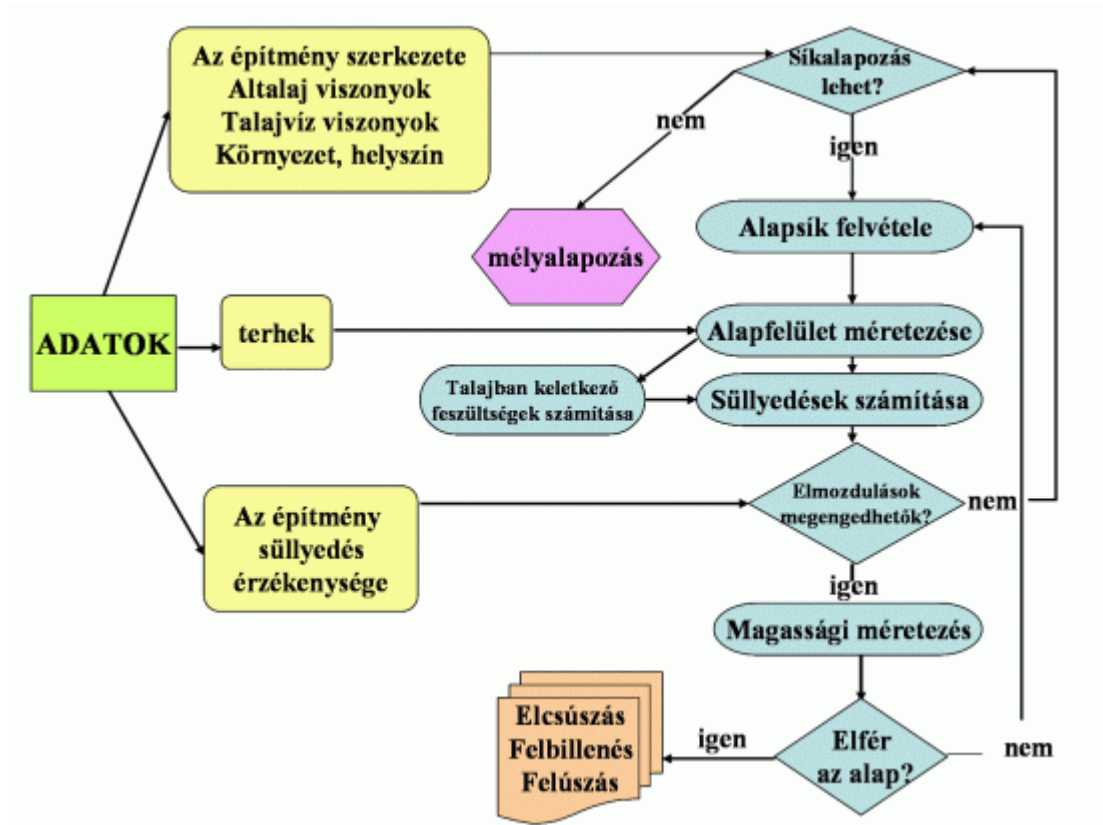 Az építmény szerkezete
Altalaj viszonyok
Talajvíz viszonyok
Környezet, helyszín
Síkalapozás
lehet?
nem
igen
mélyalapozás
Alapsík felvétele
ADATOK
terhek
Alapfelület méretezése
Talajban keletkező
feszültségek számítása
Süllyedések számítása
Az építmény
süllyedés
érzékenysége
Elmozdulások
megengedhetők?
nem
igen
Magassági méretezés
Elcsúszás
Felbillenés
Felúszás
igen
Elfér
az alap?
nem